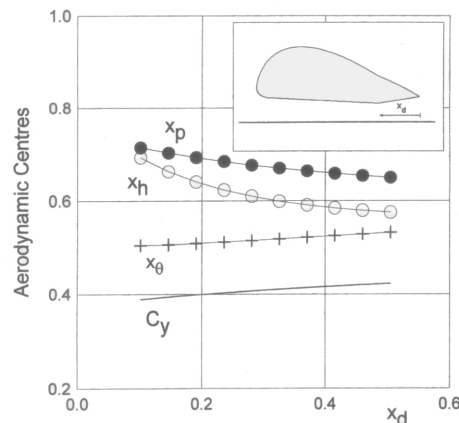 1.0
x_d
0.8
x_p
x_h
0.6
Aerodynamic Centres
x_θ
0.4
C_y
0.2
0.0
0.2
0.4
x_d
0.6